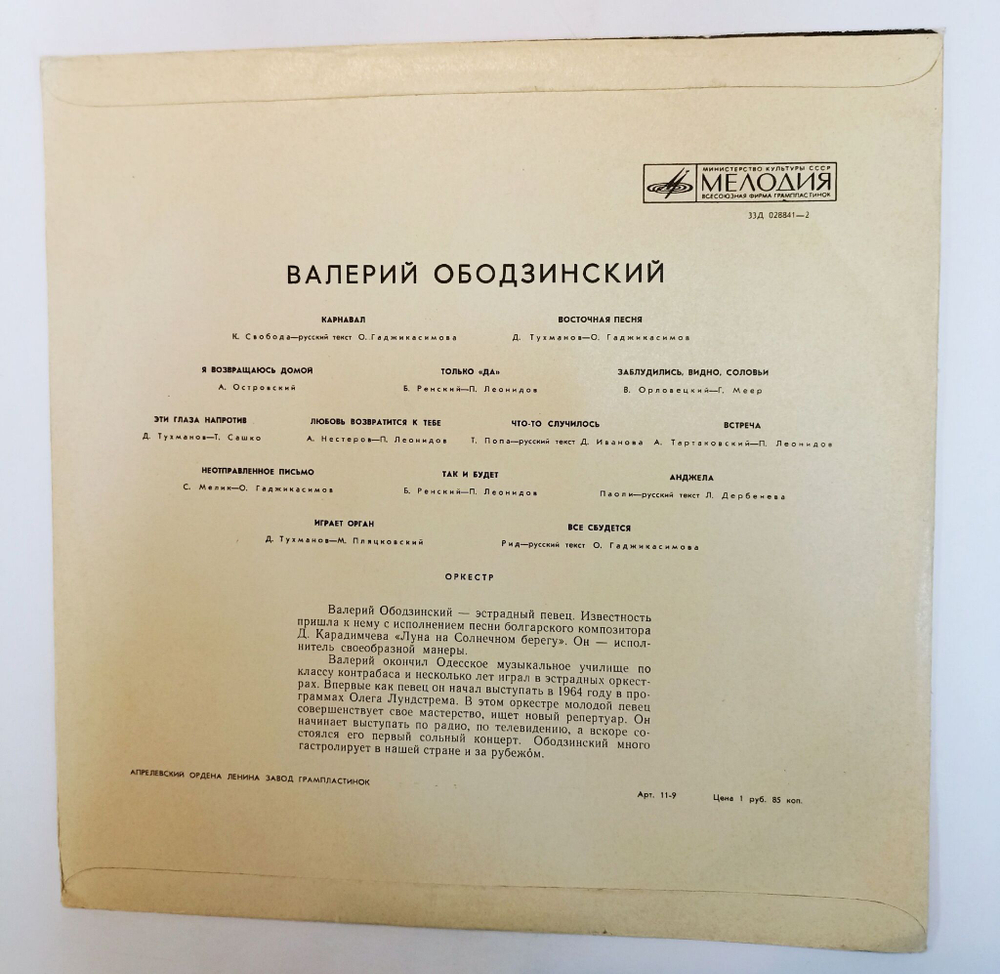 МИНИСТЕРСТВО КУЛЬТУРЫ СССР
МЕЛОДИЯ
ВСЕСОЮЗНАЯ ФИРМА ГРАМПЛАСТИНОК
33Д 028841—2
ВАЛЕРИЙ ОБОДЗИНСКИЙ
КАРНАВАЛ ВОСТОЧНАЯ ПЕСНЯ
К. Свобода—русский текст О. Гаджикасимова Д. Тухманов—О. Гаджикасимова
Я ВОЗВРАЩАЮСЬ ДОМОЙ ТОЛЬКО «ДА» ЗАБЛУДИЛИСЬ, ВИДНО, СОЛОВЬИ
А. Островский Б. Ренский—П. Леонидов В. Орловецкий—Г. Меер
ЭТИ ГЛАЗА НАПРОТИВ ЛЮБОВЬ ВОЗВРАТИТСЯ К ТЕБЕ ЧТО-ТО СЛУЧИЛОСЬ ВСТРЕЧА
Д. Тухманов—Т. Сашко А. Нестеров—П. Леонидов Т. Попа—русский текст Д. Иванова А. Тартаковский—П. Леонидов
НЕОТПРАВЛЕННОЕ ПИСЬМО ТАК И БУДЕТ АНДЖЕЛА
С. Мелик—О. Гаджикасимов Б. Ренский—П. Леонидов Паоли—русский текст Л. Дербенева
ИГРАЕТ ОРГАН ВСЕ СБУДЕТСЯ
Д. Тухманов—М. Пляцковский Рид—русский текст О. Гаджикасимова
ОРКЕСТР
Валерий Ободзинский — эстрадный певец. Известность
пришла к нему с исполнением песни болгарского композитора
Д. Карадимчева «Луна на Солнечном берегу». Он — испол-
нитель своеобразной манеры.
Валерий окончил Одесское музыкальное училище по
классу контрабаса и несколько лет играл в эстрадных оркест-
рах. Впервые как певец он начал выступать в 1964 году в про-
граммах Олега Лундстрема. В этом оркестре молодой певец
совершенствует свое мастерство, ищет новый репертуар. Он
начинает выступать по радио, по телевидению, а вскоре со-
стоялся его первый сольный концерт. Ободзинский много
гастролирует в нашей стране и за рубежо́м.
АПРЕЛЕВСКИЙ ОРДЕНА ЛЕНИНА ЗАВОД ГРАМПЛАСТИНОК
Арт. 11-9 Цена 1 руб. 85 коп.